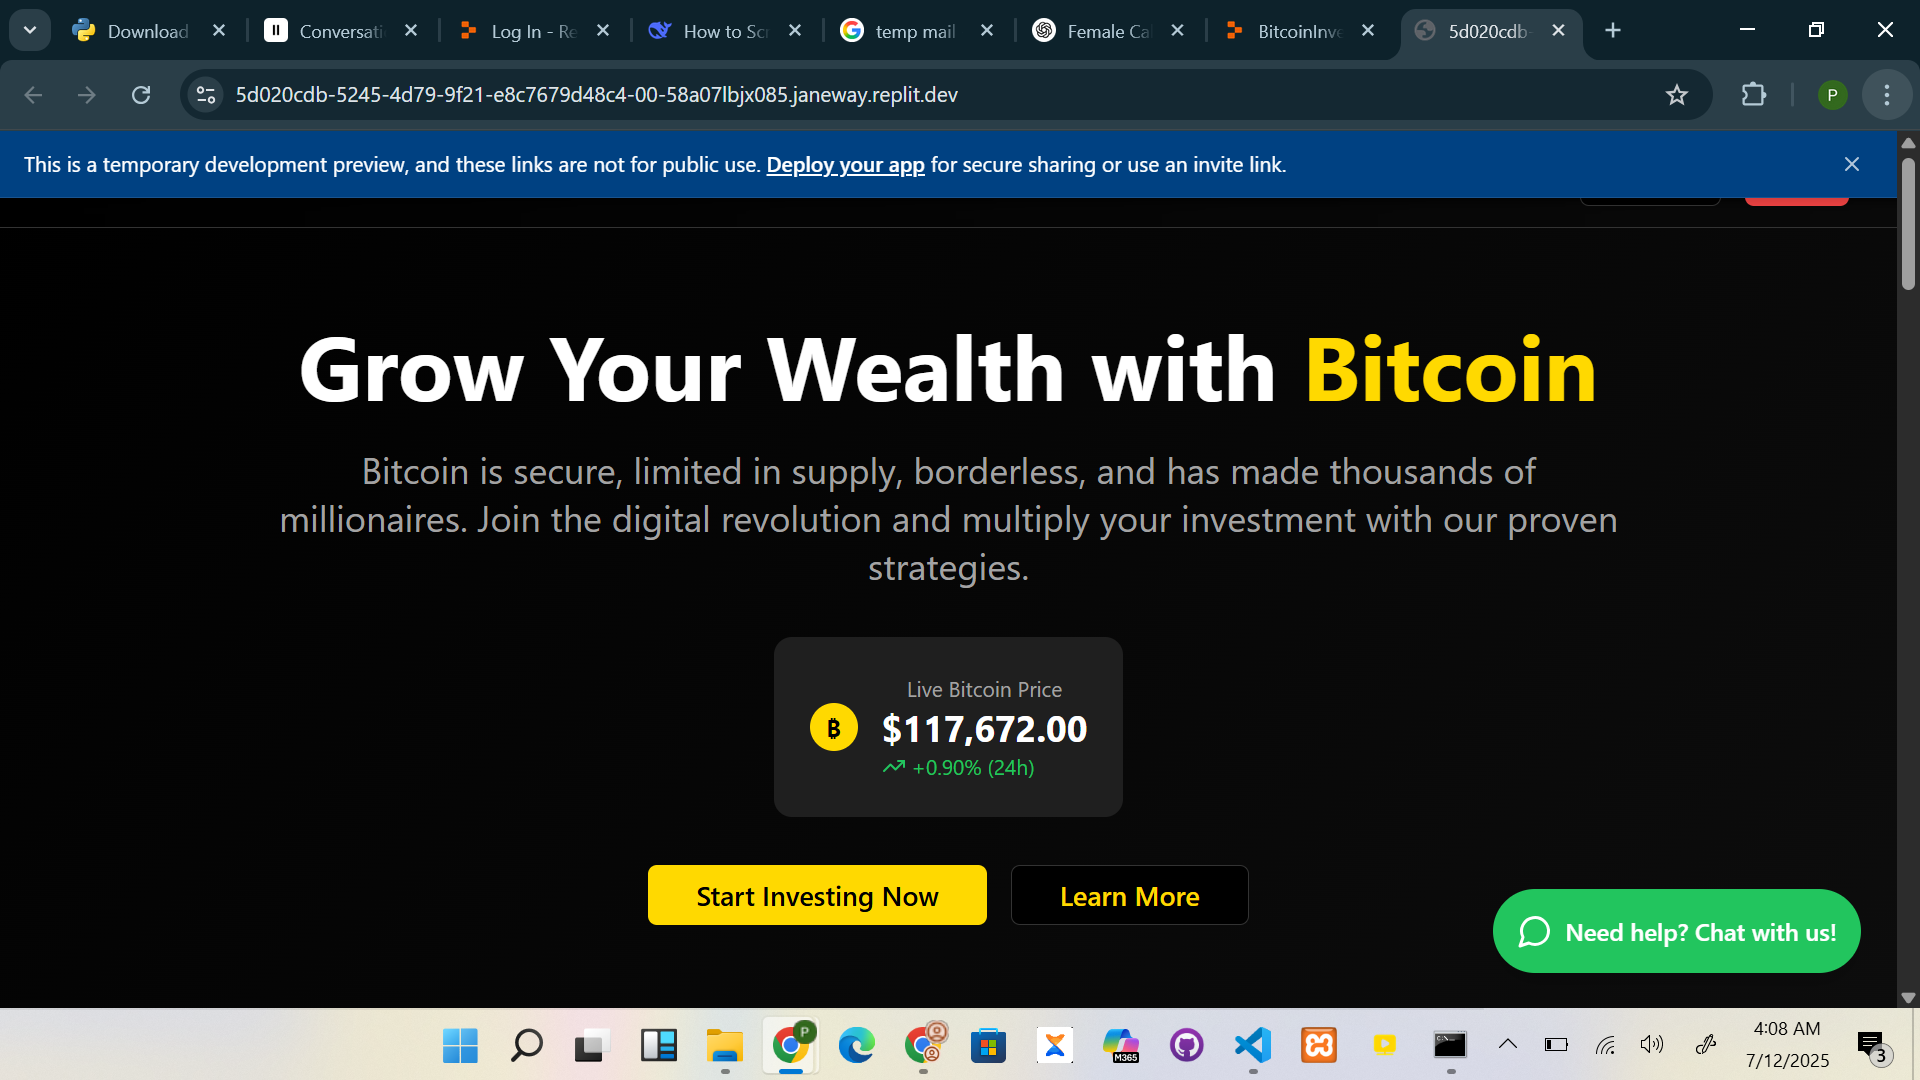 Download
Conversati
Log In - Re
How to Scr
temp mail
Female Cal
BitcoinInve
5d020cdb-
5d020cdb-5245-4d79-9f21-e8c7679d48c4-00-58a07lbjx085.janeway.replit.dev
P
This is a temporary development preview, and these links are not for public use. Deploy your app for secure sharing or use an invite link.
Grow Your Wealth with Bitcoin
Bitcoin is secure, limited in supply, borderless, and has made thousands of
millionaires. Join the digital revolution and multiply your investment with our proven
strategies.
Live Bitcoin Price
$117,672.00
+0.90% (24h)
Start Investing Now
Learn More
Need help? Chat with us!
P
M365
4:08 AM
7/12/2025
3